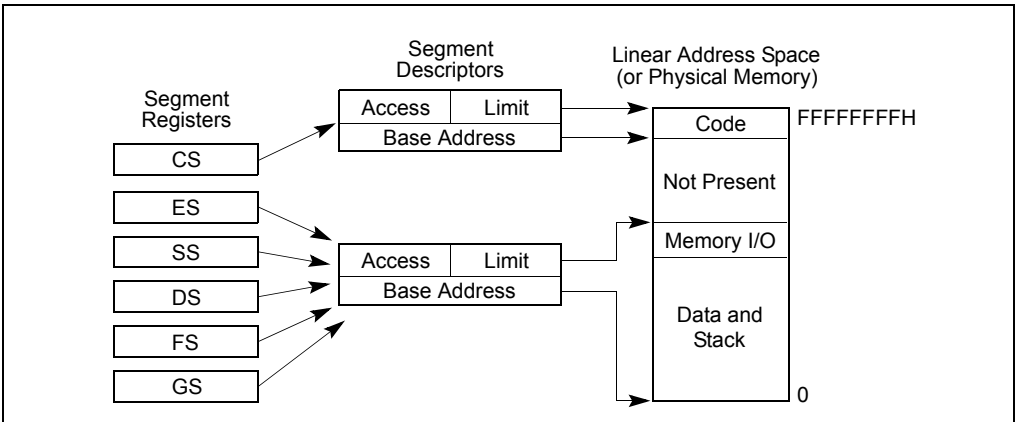 Segment
Registers
CS
ES
SS
DS
FS
GS
Segment
Descriptors
Access
Limit
Base Address
Access
Limit
Base Address
Linear Address Space
(or Physical Memory)
Code
FFFFFFFFH
Not Present
Memory I/O
Data and
Stack
0